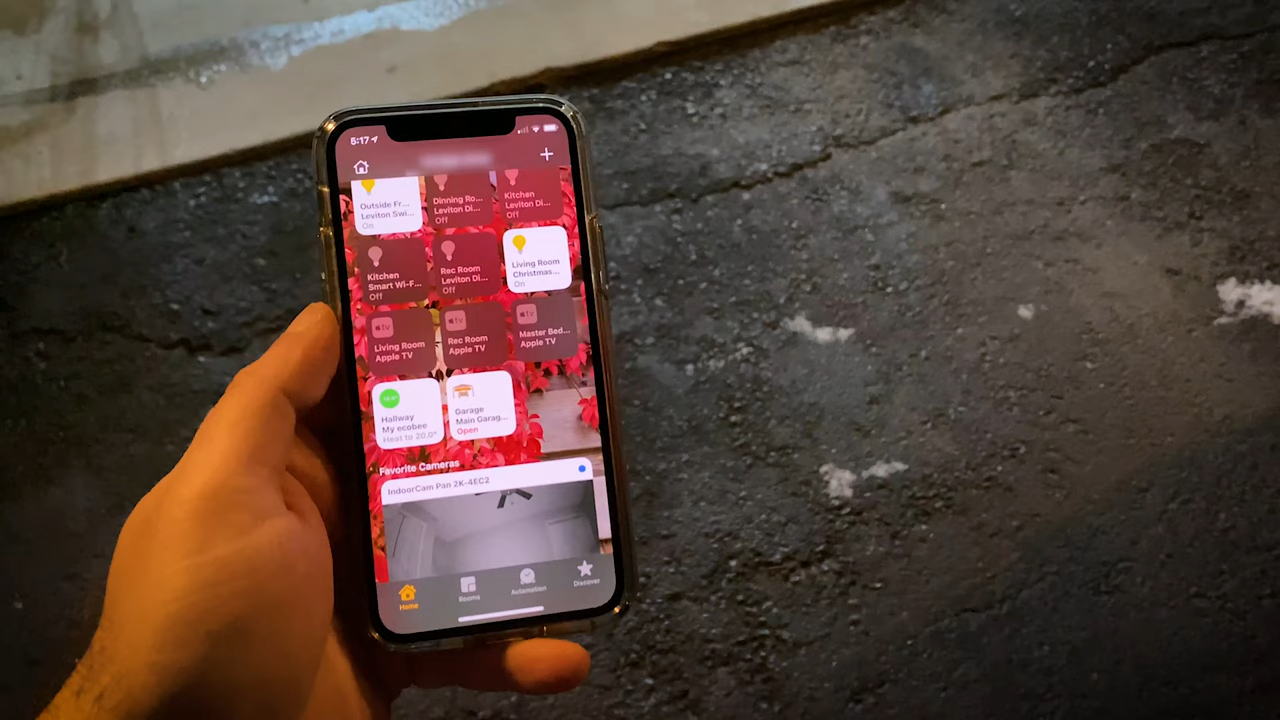 5:17
Outside Fr...
Leviton Swi...
On
Dinning Ro...
Leviton Di...
Off
Kitchen
Leviton Di...
Off
Kitchen
Smart Wi-F...
Off
Rec Room
Leviton Di...
Off
Living Room
Christmas...
On
tv
Living Room
Apple TV
tv
Rec Room
Apple TV
tv
Master Bed...
Apple TV
Hallway
My ecobee
Heat to 20.0°
Garage
Main Garag...
Open
Favorite Cameras
IndoorCam Pan 2K-4EC2
Home
Rooms
Automation
Discover